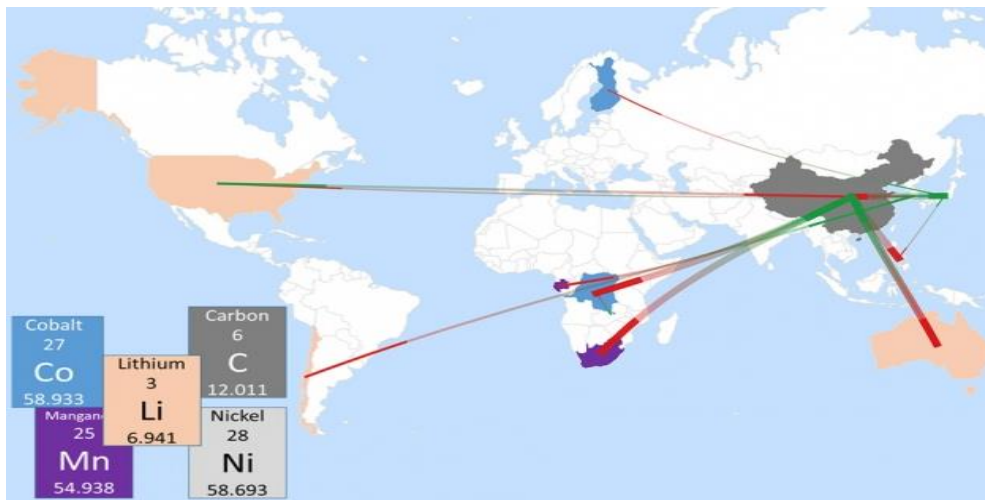 Cobalt
27
Co
58.933
Carbon
6
C
12.011
Lithium
3
Li
6.941
Mangan
25
Mn
54.938
Nickel
28
Ni
58.693